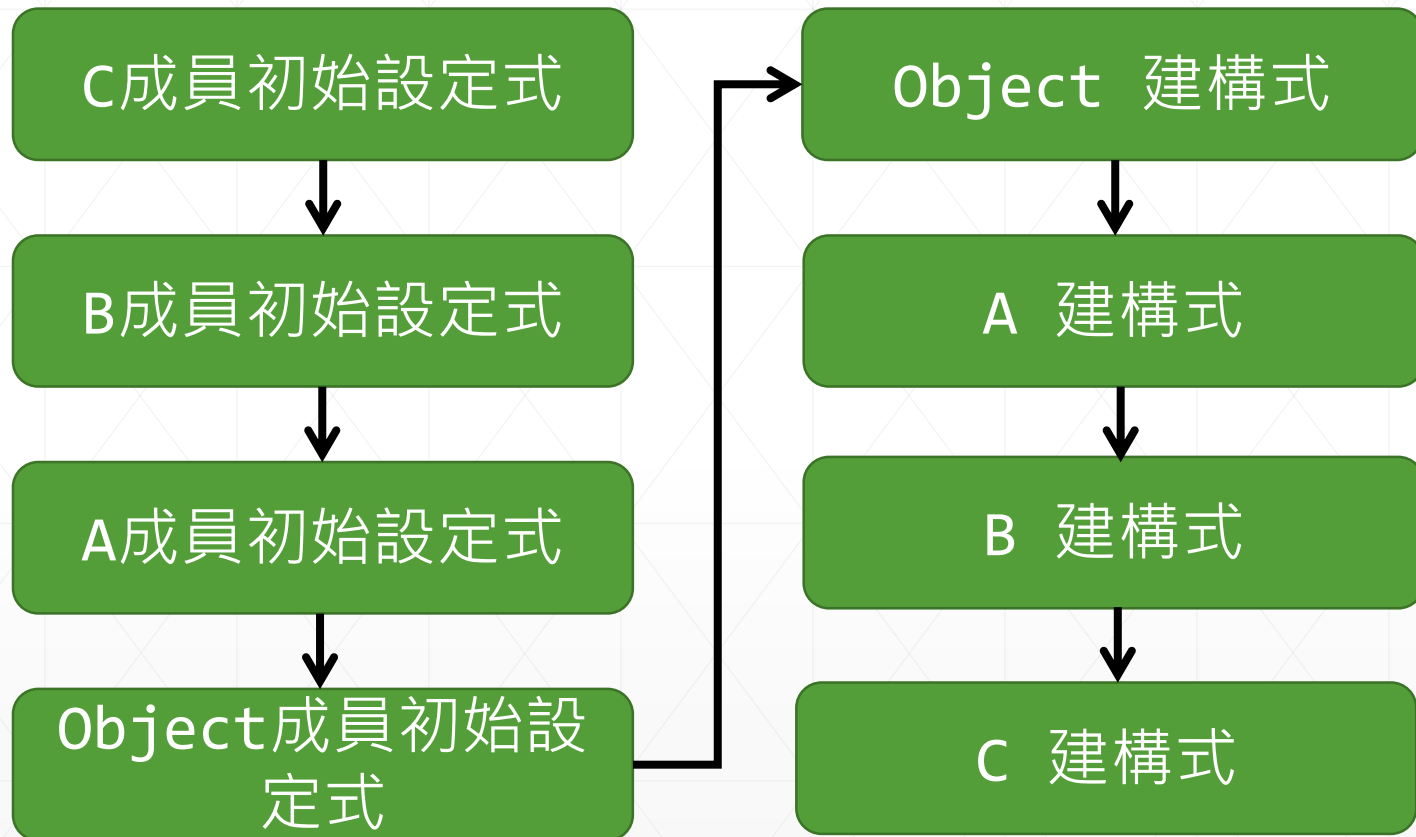 C成員初始設定式
B成員初始設定式
A成員初始設定式
Object成員初始設
定式
Object 建構式
A 建構式
B 建構式
C 建構式